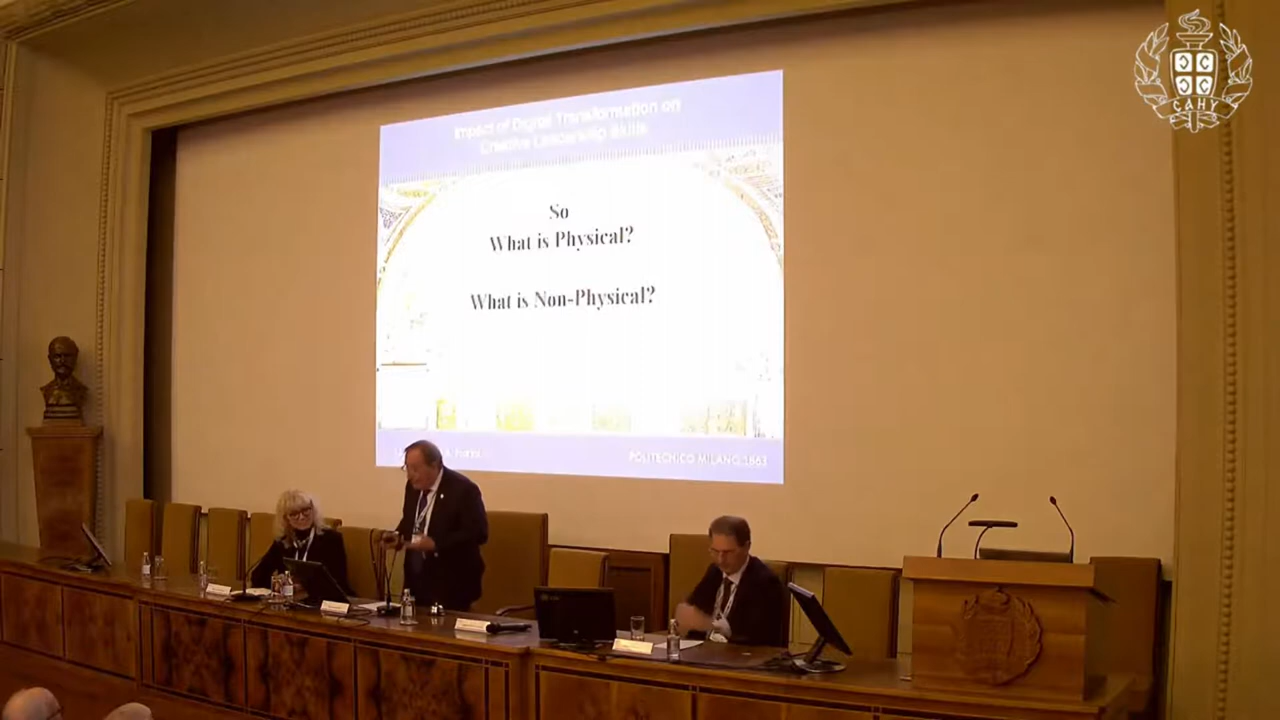 Impact of Digital Transformation on
Creative Leadership Skills
So
What is Physical?
What is Non-Physical?
POLITECNICO MILANO 1863
САНУ